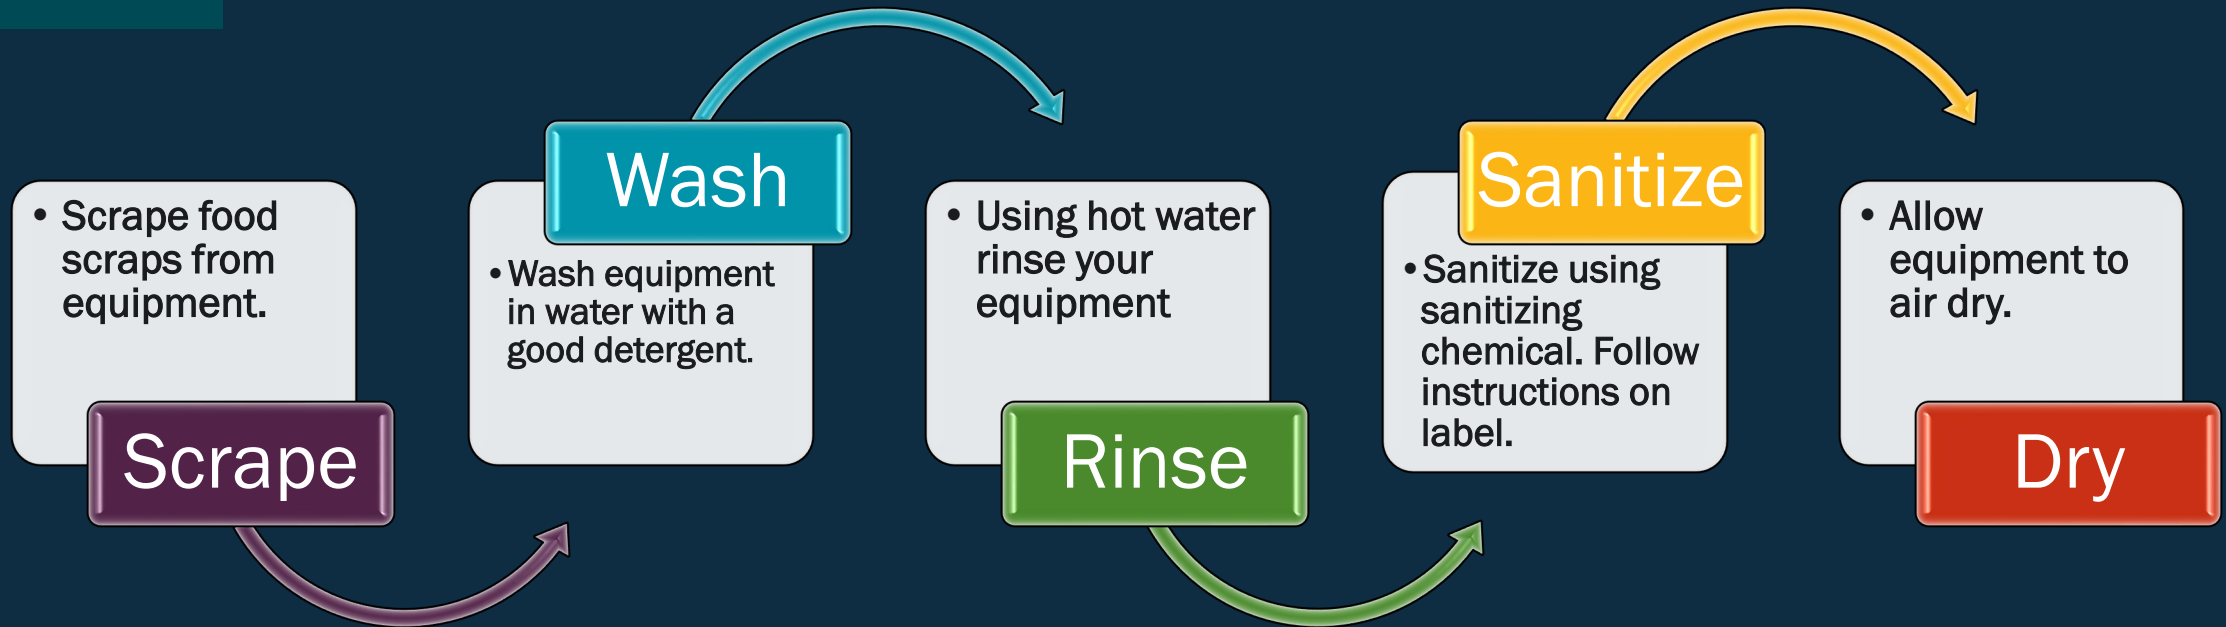 • Scrape food
scraps from
equipment.
Scrape
Wash
• Wash equipment
in water with a
good detergent.
• Using hot water
rinse your
equipment
Rinse
Sanitize
• Sanitize using
sanitizing
chemical. Follow
instructions on
label.
• Allow
equipment to
air dry.
Dry